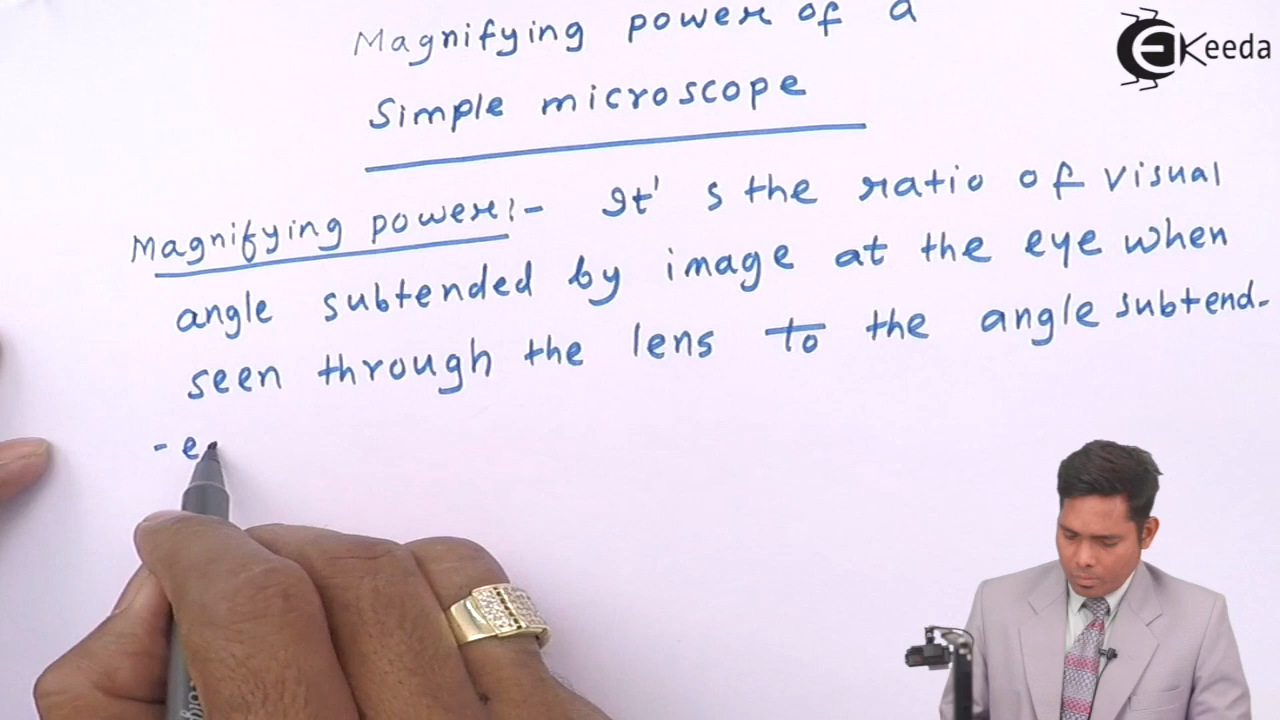 Magnifying power of a
Simple microscope
Magnifying power:- It's the ratio of visual
angle subtended by image at the eye when
seen through the lens to the angle subtend-
-e
EKeeda